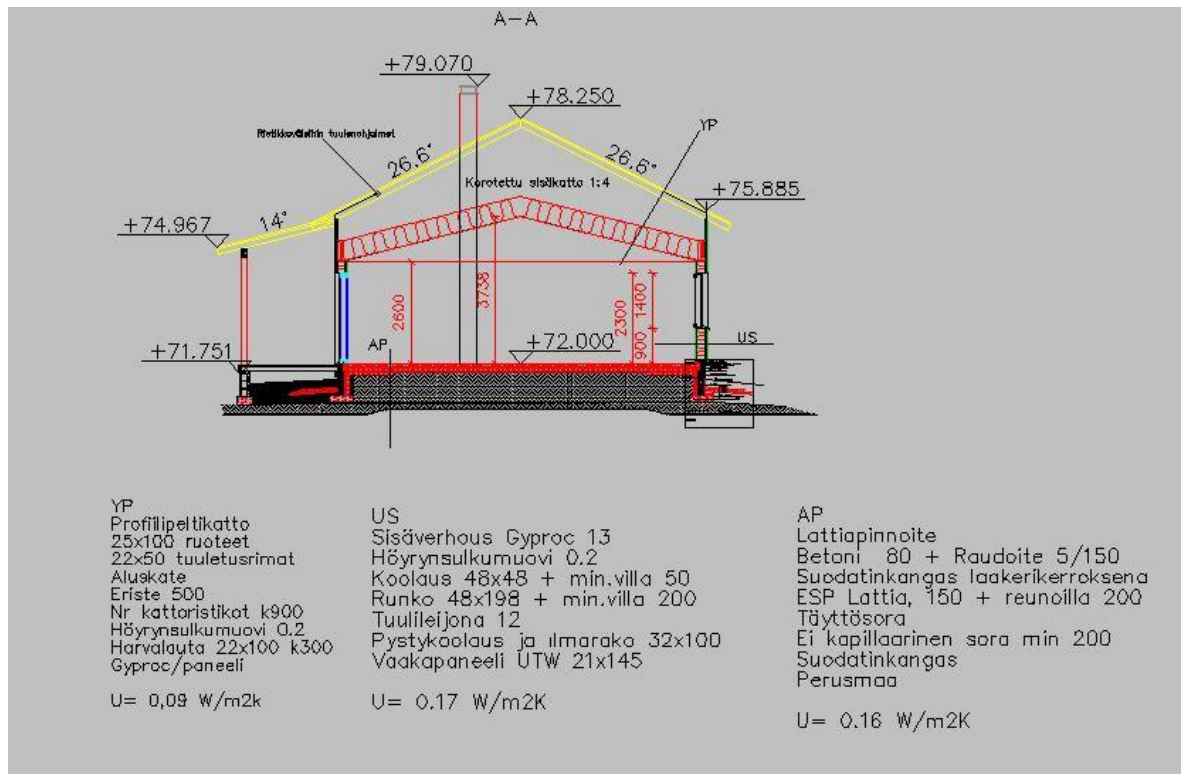 A-A
+79.070
+78.250
Ristikkoväleihin tuulenohjaimet
YP
26.6°
26.6°
Korotettu sisäkatto 1:4
+75.885
+74.967
14°
2600
3738
2300
900
1400
AP
US
+72.000
+71.751
YP
Profiilipeltikatto
25x100 ruoteet
22x50 tuuletusrimat
Aluskate
Eriste 500
Nr kattoristikot k900
Höyrynsulkumuovi 0.2
Harvalauta 22x100 k300
Gyproc/paneeli
U= 0,09 W/m2k
US
Sisäverhous Gyproc 13
Höyrynsulkumuovi 0.2
Koolaus 48x48 + min.villa 50
Runko 48x198 + min.villa 200
Tuulileijona 12
Pystykoolaus ja ilmarako 32x100
Vaakapaneeli UTW 21x145
U= 0.17 W/m2K
AP
Lattiapinnoite
Betoni 80 + Raudoite 5/150
Suodatinkangas laakerikerroksena
ESP Lattia, 150 + reunoilla 200
Täyttösora
Ei kapillaarinen sora min 200
Suodatinkangas
Perusmaa
U= 0.16 W/m2K